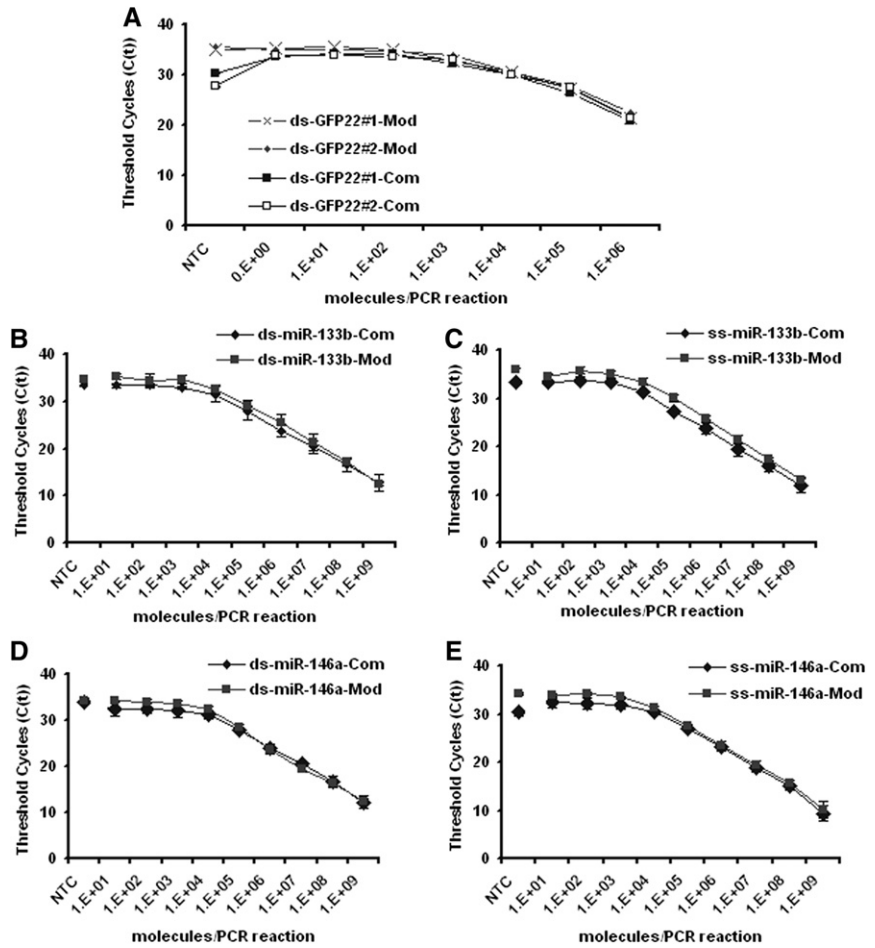 A
Threshold Cycles (C(t))
40
30
20
10
0
ds-GFP22#1-Mod
ds-GFP22#2-Mod
ds-GFP22#1-Com
ds-GFP22#2-Com
NTC
0.E+00
1.E+01
1.E+02
1.E+03
1.E+04
1.E+05
1.E+06
molecules/PCR reaction
B
ds-miR-133b-Com
ds-miR-133b-Mod
Threshold Cycles (C(t))
40
30
20
10
0
NTC
1.E+01
1.E+02
1.E+03
1.E+04
1.E+05
1.E+06
1.E+07
1.E+08
1.E+09
molecules/PCR reaction
C
ss-miR-133b-Com
ss-miR-133b-Mod
Threshold Cycles (C(t))
40
30
20
10
0
NTC
1.E+01
1.E+02
1.E+03
1.E+04
1.E+05
1.E+06
1.E+07
1.E+08
1.E+09
molecules/PCR reaction
D
ds-miR-146a-Com
ds-miR-146a-Mod
Threshold Cycles (C(t))
40
30
20
10
0
NTC
1.E+01
1.E+02
1.E+03
1.E+04
1.E+05
1.E+06
1.E+07
1.E+08
1.E+09
molecules/PCR reaction
E
ss-miR-146a-Com
ss-miR-146a-Mod
Threshold Cycles (C(t))
40
30
20
10
0
NTC
1.E+01
1.E+02
1.E+03
1.E+04
1.E+05
1.E+06
1.E+07
1.E+08
1.E+09
molecules/PCR reaction